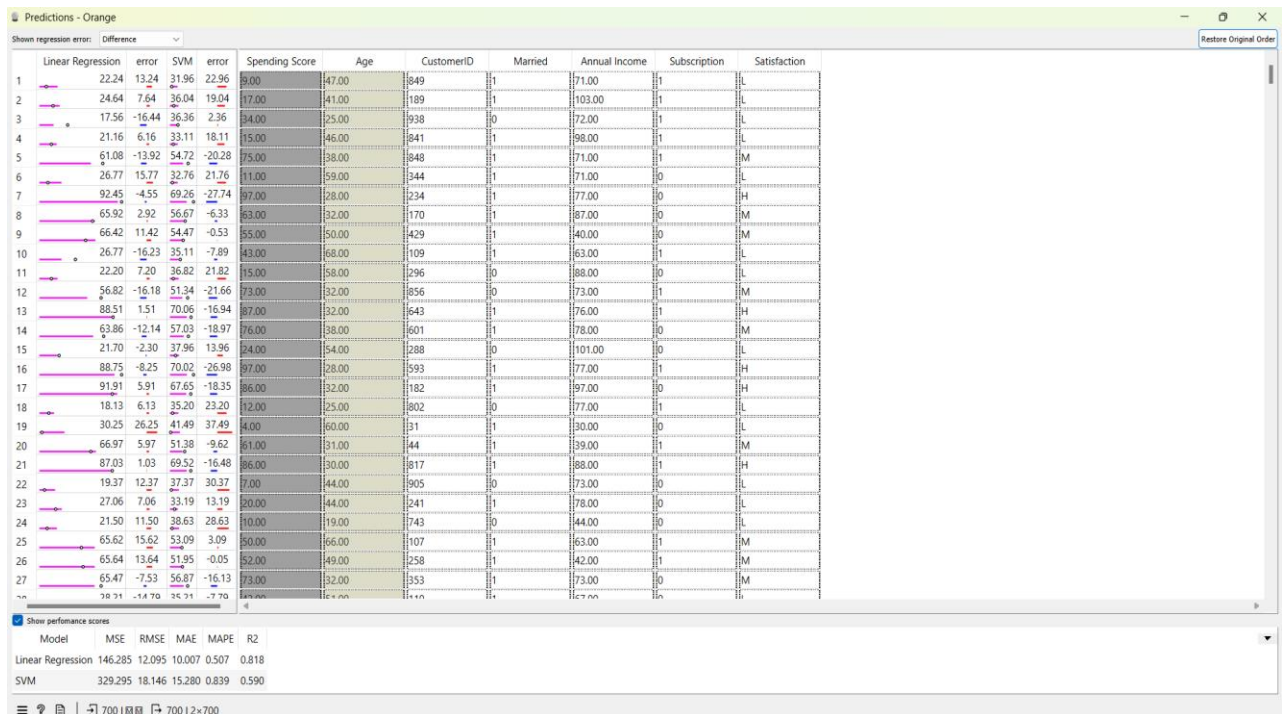 Predictions - Orange
Shown regression error: Difference
Restore Original Order
Linear Regression error SVM error Spending Score Age CustomerID Married Annual Income Subscription Satisfaction
1 22.24 13.24 31.96 22.96 9.00 47.00 849 1 71.00 1 L
2 24.64 7.64 36.04 19.04 17.00 41.00 189 1 103.00 1 L
3 17.56 -16.44 36.36 2.36 34.00 25.00 938 0 72.00 1 L
4 21.16 6.16 33.11 18.11 15.00 46.00 841 1 98.00 1 L
5 61.08 -13.92 54.72 -20.28 75.00 38.00 848 1 71.00 1 M
6 26.77 15.77 32.76 21.76 11.00 59.00 344 1 71.00 0 L
7 92.45 -4.55 69.26 -27.74 97.00 28.00 234 1 77.00 0 H
8 65.92 2.92 56.67 -6.33 63.00 32.00 170 1 87.00 0 M
9 66.42 11.42 54.47 -0.53 55.00 50.00 429 1 40.00 0 M
10 26.77 -16.23 35.11 -7.89 43.00 68.00 109 1 63.00 1 L
11 22.20 7.20 36.82 21.82 15.00 58.00 296 0 88.00 0 L
12 56.82 -16.18 51.34 -21.66 73.00 32.00 856 0 73.00 1 M
13 88.51 1.51 70.06 -16.94 87.00 32.00 643 1 76.00 1 H
14 63.86 -12.14 57.03 -18.97 76.00 38.00 601 1 78.00 0 M
15 21.70 -2.30 37.96 13.96 24.00 54.00 288 0 101.00 0 L
16 88.75 -8.25 70.02 -26.98 97.00 28.00 593 1 77.00 1 H
17 91.91 5.91 67.65 -18.35 86.00 32.00 182 1 97.00 0 H
18 18.13 6.13 35.20 23.20 12.00 25.00 802 0 77.00 1 L
19 30.25 26.25 41.49 37.49 4.00 60.00 31 1 30.00 0 L
20 66.97 5.97 51.38 -9.62 61.00 31.00 44 1 39.00 1 M
21 87.03 1.03 69.52 -16.48 86.00 30.00 817 1 88.00 1 H
22 19.37 12.37 37.37 30.37 7.00 44.00 905 0 73.00 0 L
23 27.06 7.06 33.19 13.19 20.00 44.00 241 1 78.00 0 L
24 21.50 11.50 38.63 28.63 10.00 19.00 743 0 44.00 0 L
25 65.62 15.62 53.09 3.09 50.00 66.00 107 1 63.00 1 M
26 65.64 13.64 51.95 -0.05 52.00 49.00 258 1 42.00 1 M
27 65.47 -7.53 56.87 -16.13 73.00 32.00 353 1 73.00 0 M
28 28.21 -14.79 35.21 -7.79
Show perfomance scores
Model MSE RMSE MAE MAPE R2
Linear Regression 146.285 12.095 10.007 0.507 0.818
SVM 329.295 18.146 15.280 0.839 0.590
700 700 | 2×700